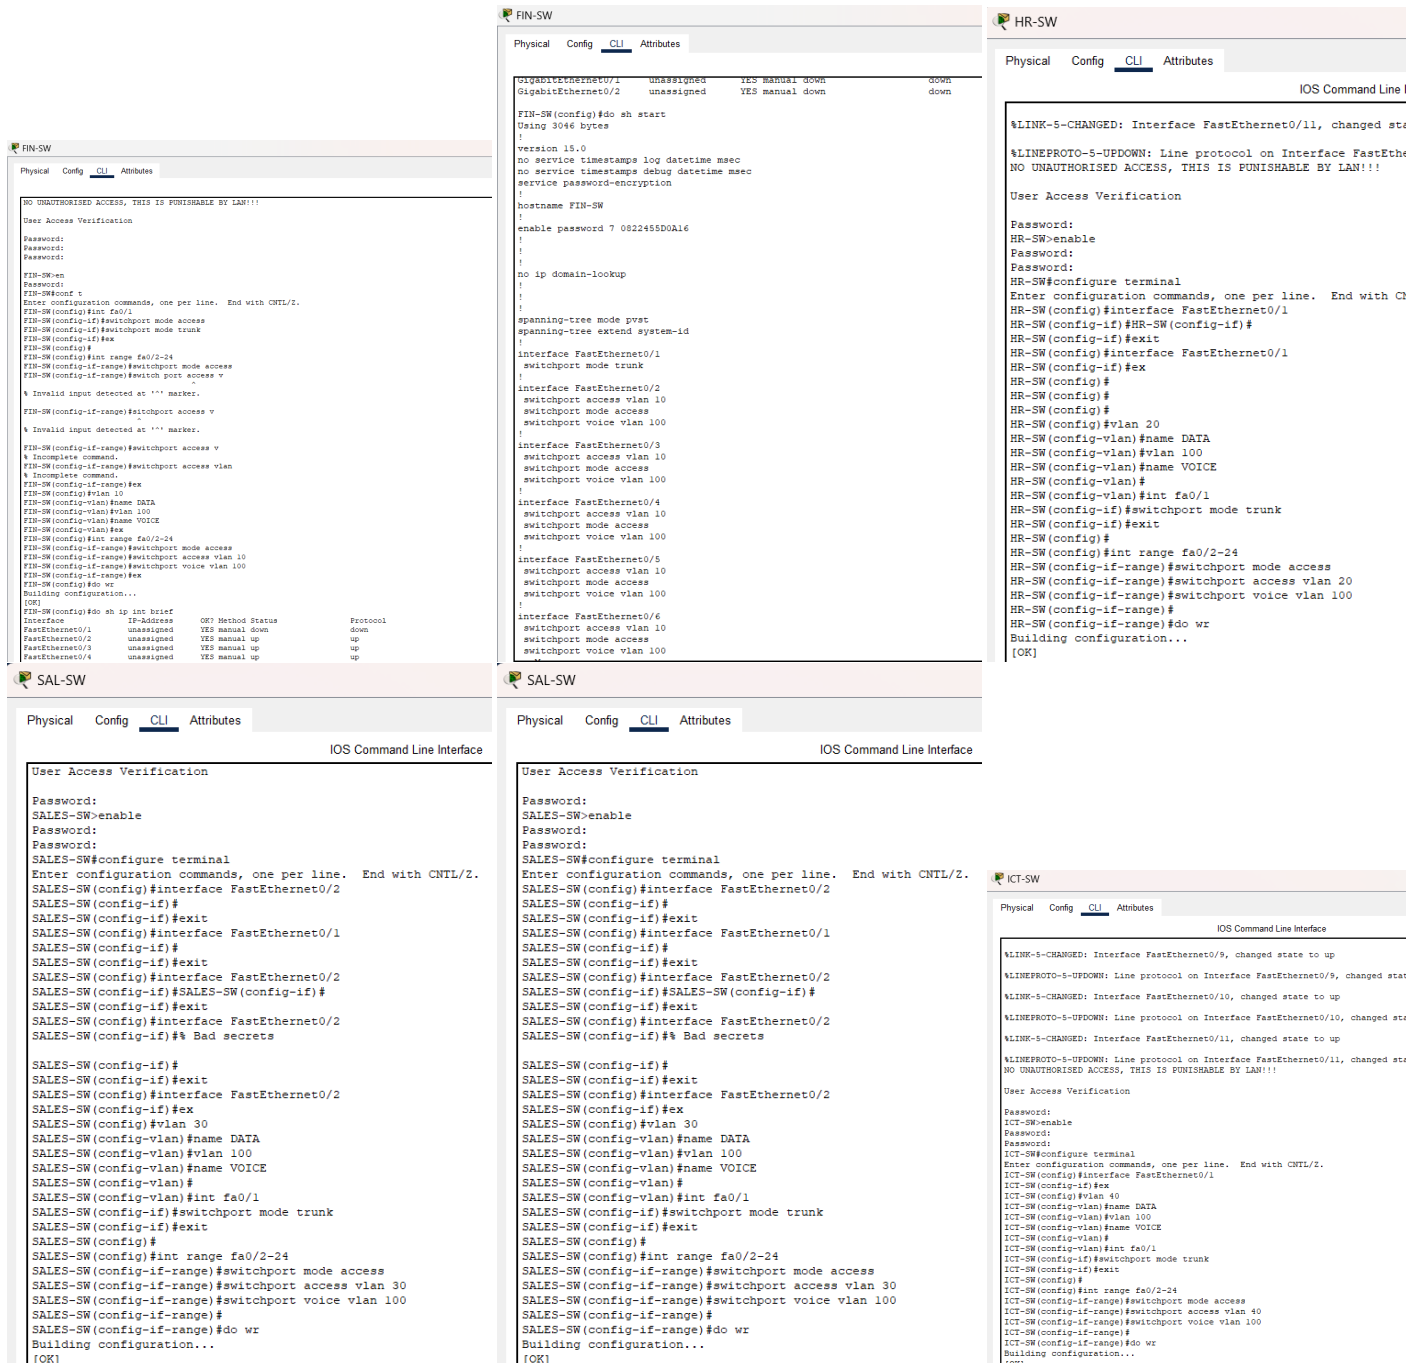 FIN-SW
Physical Config CLI Attributes
NO UNAUTHORISED ACCESS, THIS IS PUNISHABLE BY LAN!!!
User Access Verification
Password:
Password:
Password:
FIN-SW>en
Password:
FIN-SW#conf t
Enter configuration commands, one per line. End with CNTL/Z.
FIN-SW(config)#int fa0/1
FIN-SW(config-if)#switchport mode access
FIN-SW(config-if)#switchport mode trunk
FIN-SW(config-if)#ex
FIN-SW(config)#
FIN-SW(config)#int range fa0/2-24
FIN-SW(config-if-range)#switchport mode access
FIN-SW(config-if-range)#switch port access v
^
% Invalid input detected at '^' marker.
FIN-SW(config-if-range)#sitchport access v
^
% Invalid input detected at '^' marker.
FIN-SW(config-if-range)#switchport access v
% Incomplete command.
FIN-SW(config-if-range)#switchport access vlan
% Incomplete command.
FIN-SW(config-if-range)#ex
FIN-SW(config)#vlan 10
FIN-SW(config-vlan)#name DATA
FIN-SW(config-vlan)#vlan 100
FIN-SW(config-vlan)#name VOICE
FIN-SW(config-vlan)#ex
FIN-SW(config)#int range fa0/2-24
FIN-SW(config-if-range)#switchport mode access
FIN-SW(config-if-range)#switchport access vlan 10
FIN-SW(config-if-range)#switchport voice vlan 100
FIN-SW(config-if-range)#ex
FIN-SW(config)#do wr
Building configuration...
[OK]
FIN-SW(config)#do sh ip int brief
Interface IP-Address OK? Method Status Protocol
FastEthernet0/1 unassigned YES manual down down
FastEthernet0/2 unassigned YES manual up up
FastEthernet0/3 unassigned YES manual up up
FastEthernet0/4 unassigned YES manual up up
FIN-SW
Physical Config CLI Attributes
GigabitEthernet0/1 unassigned YES manual down down
GigabitEthernet0/2 unassigned YES manual down down
FIN-SW(config)#do sh start
Using 3046 bytes
!
version 15.0
no service timestamps log datetime msec
no service timestamps debug datetime msec
service password-encryption
!
hostname FIN-SW
!
enable password 7 0822455D0A16
!
!
!
no ip domain-lookup
!
!
!
spanning-tree mode pvst
spanning-tree extend system-id
!
interface FastEthernet0/1
switchport mode trunk
!
interface FastEthernet0/2
switchport access vlan 10
switchport mode access
switchport voice vlan 100
!
interface FastEthernet0/3
switchport access vlan 10
switchport mode access
switchport voice vlan 100
!
interface FastEthernet0/4
switchport access vlan 10
switchport mode access
switchport voice vlan 100
!
interface FastEthernet0/5
switchport access vlan 10
switchport mode access
switchport voice vlan 100
!
interface FastEthernet0/6
switchport access vlan 10
switchport mode access
switchport voice vlan 100
HR-SW
Physical Config CLI Attributes
IOS Command Line
%LINK-5-CHANGED: Interface FastEthernet0/11, changed sta
%LINEPROTO-5-UPDOWN: Line protocol on Interface FastEthe
NO UNAUTHORISED ACCESS, THIS IS PUNISHABLE BY LAN!!!
User Access Verification
Password:
HR-SW>enable
Password:
Password:
HR-SW#configure terminal
Enter configuration commands, one per line. End with CN
HR-SW(config)#interface FastEthernet0/1
HR-SW(config-if)#HR-SW(config-if)#
HR-SW(config-if)#exit
HR-SW(config)#interface FastEthernet0/1
HR-SW(config-if)#ex
HR-SW(config)#
HR-SW(config)#
HR-SW(config)#
HR-SW(config)#vlan 20
HR-SW(config-vlan)#name DATA
HR-SW(config-vlan)#vlan 100
HR-SW(config-vlan)#name VOICE
HR-SW(config-vlan)#
HR-SW(config-vlan)#int fa0/1
HR-SW(config-if)#switchport mode trunk
HR-SW(config-if)#exit
HR-SW(config)#
HR-SW(config)#int range fa0/2-24
HR-SW(config-if-range)#switchport mode access
HR-SW(config-if-range)#switchport access vlan 20
HR-SW(config-if-range)#switchport voice vlan 100
HR-SW(config-if-range)#
HR-SW(config-if-range)#do wr
Building configuration...
[OK]
SAL-SW
Physical Config CLI Attributes
IOS Command Line Interface
User Access Verification
Password:
SALES-SW>enable
Password:
Password:
SALES-SW#configure terminal
Enter configuration commands, one per line. End with CNTL/Z.
SALES-SW(config)#interface FastEthernet0/2
SALES-SW(config-if)#
SALES-SW(config-if)#exit
SALES-SW(config)#interface FastEthernet0/1
SALES-SW(config-if)#
SALES-SW(config-if)#exit
SALES-SW(config)#interface FastEthernet0/2
SALES-SW(config-if)#SALES-SW(config-if)#
SALES-SW(config-if)#exit
SALES-SW(config)#interface FastEthernet0/2
SALES-SW(config-if)#% Bad secrets
SALES-SW(config-if)#
SALES-SW(config-if)#exit
SALES-SW(config)#interface FastEthernet0/2
SALES-SW(config-if)#ex
SALES-SW(config)#vlan 30
SALES-SW(config-vlan)#name DATA
SALES-SW(config-vlan)#vlan 100
SALES-SW(config-vlan)#name VOICE
SALES-SW(config-vlan)#
SALES-SW(config-vlan)#int fa0/1
SALES-SW(config-if)#switchport mode trunk
SALES-SW(config-if)#exit
SALES-SW(config)#
SALES-SW(config)#int range fa0/2-24
SALES-SW(config-if-range)#switchport mode access
SALES-SW(config-if-range)#switchport access vlan 30
SALES-SW(config-if-range)#switchport voice vlan 100
SALES-SW(config-if-range)#
SALES-SW(config-if-range)#do wr
Building configuration...
[OK]
SAL-SW
Physical Config CLI Attributes
IOS Command Line Interface
User Access Verification
Password:
SALES-SW>enable
Password:
Password:
SALES-SW#configure terminal
Enter configuration commands, one per line. End with CNTL/Z.
SALES-SW(config)#interface FastEthernet0/2
SALES-SW(config-if)#
SALES-SW(config-if)#exit
SALES-SW(config)#interface FastEthernet0/1
SALES-SW(config-if)#
SALES-SW(config-if)#exit
SALES-SW(config)#interface FastEthernet0/2
SALES-SW(config-if)#SALES-SW(config-if)#
SALES-SW(config-if)#exit
SALES-SW(config)#interface FastEthernet0/2
SALES-SW(config-if)#% Bad secrets
SALES-SW(config-if)#
SALES-SW(config-if)#exit
SALES-SW(config)#interface FastEthernet0/2
SALES-SW(config-if)#ex
SALES-SW(config)#vlan 30
SALES-SW(config-vlan)#name DATA
SALES-SW(config-vlan)#vlan 100
SALES-SW(config-vlan)#name VOICE
SALES-SW(config-vlan)#
SALES-SW(config-vlan)#int fa0/1
SALES-SW(config-if)#switchport mode trunk
SALES-SW(config-if)#exit
SALES-SW(config)#
SALES-SW(config)#int range fa0/2-24
SALES-SW(config-if-range)#switchport mode access
SALES-SW(config-if-range)#switchport access vlan 30
SALES-SW(config-if-range)#switchport voice vlan 100
SALES-SW(config-if-range)#
SALES-SW(config-if-range)#do wr
Building configuration...
[OK]
ICT-SW
Physical Config CLI Attributes
IOS Command Line Interface
%LINK-5-CHANGED: Interface FastEthernet0/9, changed state to up
%LINEPROTO-5-UPDOWN: Line protocol on Interface FastEthernet0/9, changed stat
%LINK-5-CHANGED: Interface FastEthernet0/10, changed state to up
%LINEPROTO-5-UPDOWN: Line protocol on Interface FastEthernet0/10, changed sta
%LINK-5-CHANGED: Interface FastEthernet0/11, changed state to up
%LINEPROTO-5-UPDOWN: Line protocol on Interface FastEthernet0/11, changed sta
NO UNAUTHORISED ACCESS, THIS IS PUNISHABLE BY LAN!!!
User Access Verification
Password:
ICT-SW>enable
Password:
Password:
ICT-SW#configure terminal
Enter configuration commands, one per line. End with CNTL/Z.
ICT-SW(config)#interface FastEthernet0/1
ICT-SW(config-if)#ex
ICT-SW(config)#vlan 40
ICT-SW(config-vlan)#name DATA
ICT-SW(config-vlan)#vlan 100
ICT-SW(config-vlan)#name VOICE
ICT-SW(config-vlan)#
ICT-SW(config-vlan)#int fa0/1
ICT-SW(config-if)#switchport mode trunk
ICT-SW(config-if)#exit
ICT-SW(config)#
ICT-SW(config)#int range fa0/2-24
ICT-SW(config-if-range)#switchport mode access
ICT-SW(config-if-range)#switchport access vlan 40
ICT-SW(config-if-range)#switchport voice vlan 100
ICT-SW(config-if-range)#
ICT-SW(config-if-range)#do wr
Building configuration...